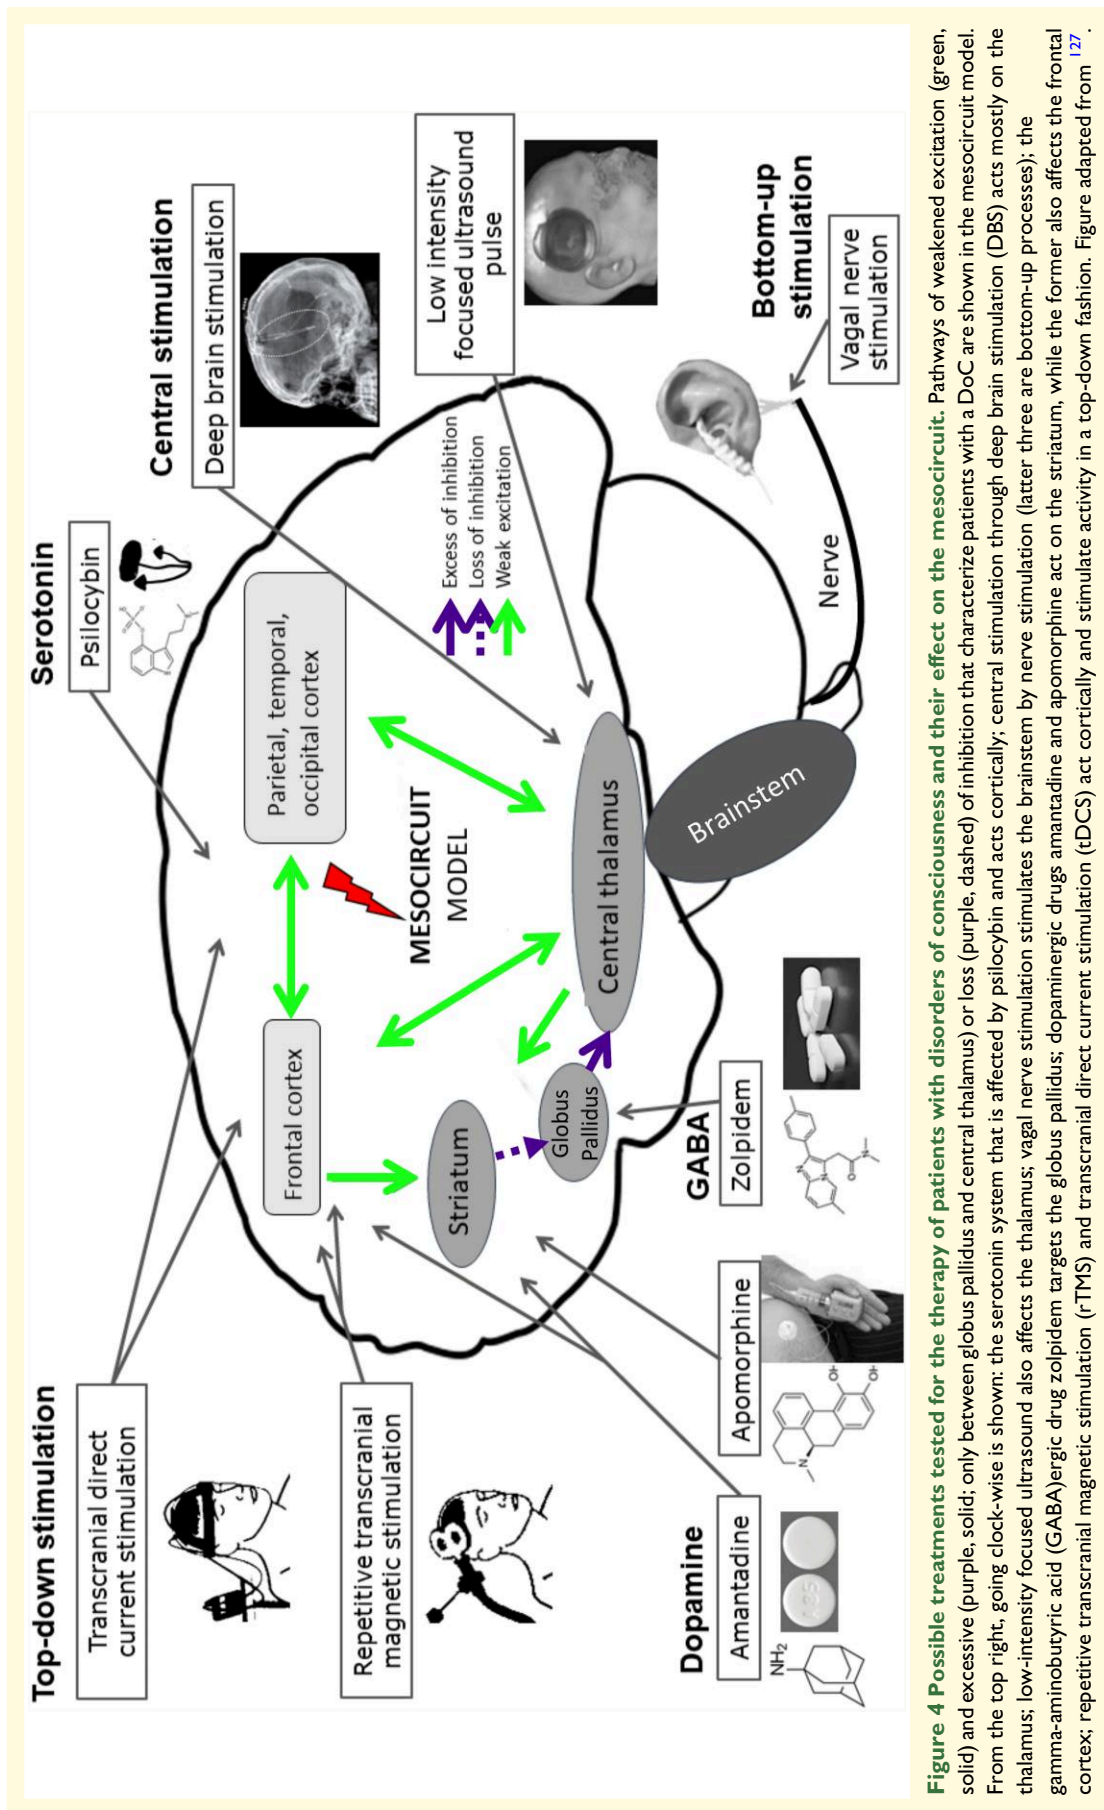 Top-down stimulation
Serotonin
Central stimulation
Transcranial direct
current stimulation
Psilocybin
Deep brain stimulation
Repetitive transcranial
magnetic stimulation
Frontal cortex
Parietal, temporal,
occipital cortex
Low intensity
focused ultrasound
pulse
MESOCIRCUIT
MODEL
Excess of inhibition
Loss of inhibition
Weak excitation
Striatum
Globus
Pallidus
Central thalamus
Brainstem
Bottom-up
stimulation
Vagal nerve
stimulation
Nerve
Dopamine
Amantadine
NH2
Apomorphine
N
OH
OH
GABA
Zolpidem
N
N
O
N
Figure 4 Possible treatments tested for the therapy of patients with disorders of consciousness and their effect on the mesocircuit. Pathways of weakened excitation (green,
solid) and excessive (purple, solid; only between globus pallidus and central thalamus) or loss (purple, dashed) of inhibition that characterize patients with a DoC are shown in the mesocircuit model.
From the top right, going clock-wise is shown: the serotonin system that is affected by psilocybin and acts cortically; central stimulation through deep brain stimulation (DBS) acts mostly on the
thalamus; low-intensity focused ultrasound also affects the thalamus; vagal nerve stimulation stimulates the brainstem by nerve stimulation (latter three are bottom-up processes); the
gamma-aminobutyric acid (GABA)ergic drug zolpidem targets the globus pallidus; dopaminergic drugs amantadine and apomorphine act on the striatum, while the former also affects the frontal
cortex; repetitive transcranial magnetic stimulation (rTMS) and transcranial direct current stimulation (tDCS) act cortically and stimulate activity in a top-down fashion. Figure adapted from 127.